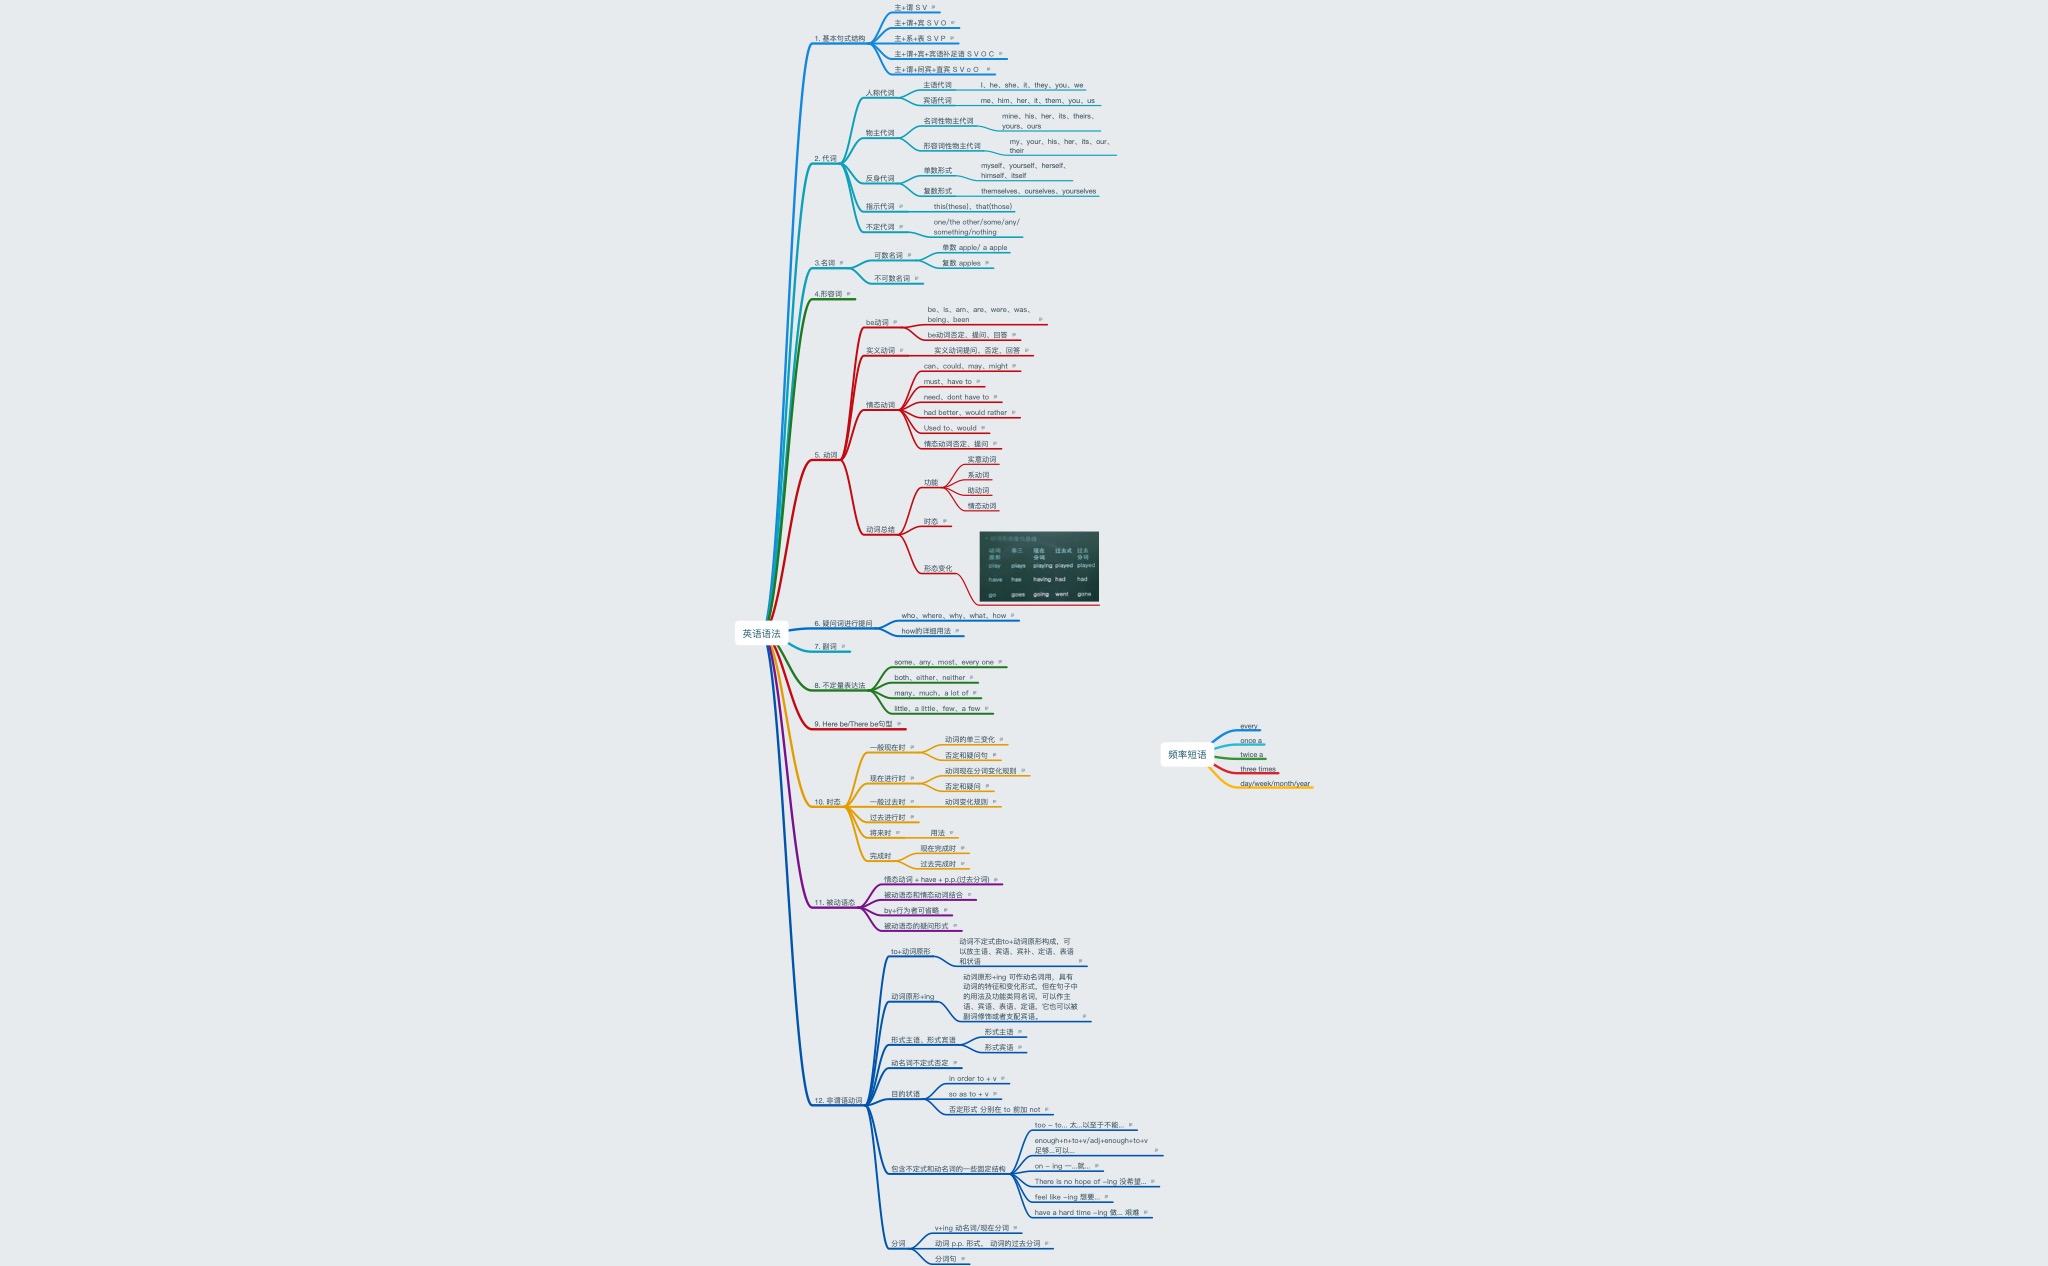 英语语法
1. 基本句式结构
主+谓 S V
主+谓+宾 S V O
主+系+表 S V P
主+谓+宾+宾语补足语 S V O C
主+谓+间宾+直宾 S V o O
2. 代词
人称代词
主语代词
I、he、she、it、they、you、we
宾语代词
me、him、her、it、them、you、us
物主代词
名词性物主代词
mine、his、her、its、theirs、
yours、ours
形容词性物主代词
my、your、his、her、its、our、
their
反身代词
单数形式
myself、yourself、herself、
himself、itself
复数形式
themselves、ourselves、yourselves
指示代词
this(these)、that(those)
不定代词
one/the other/some/any/
something/nothing
3.名词
可数名词
单数 apple/ a apple
复数 apples
不可数名词
4.形容词
5. 动词
be动词
be、is、am、are、were、was、
being、been
be动词否定、提问、回答
实义动词
实义动词提问、否定、回答
情态动词
can、could、may、might
must、have to
need、dont have to
had better、would rather
Used to、would
情态动词否定、提问
动词总结
功能
实意动词
系动词
助动词
情态动词
时态
形态变化
动词 单三 现在 过去式 过去
原形 分词 分词
play plays playing played played
have has having had had
go goes going went gone
6. 疑问词进行提问
who、where、why、what、how
how的详细用法
7. 副词
8. 不定量表达法
some、any、most、every one
both、either、neither
many、much、a lot of
little、a little、few、a few
9. Here be/There be句型
10. 时态
一般现在时
动词的单三变化
否定和疑问句
现在进行时
动词现在分词变化规则
否定和疑问
一般过去时
动词变化规则
过去进行时
将来时
用法
完成时
现在完成时
过去完成时
11. 被动语态
情态动词 + have + p.p.(过去分词)
被动语态和情态动词结合
by+行为者可省略
被动语态的疑问形式
12. 非谓语动词
to+动词原形
动词不定式由to+动词原形构成，可
以放主语、宾语、宾补、定语、表语
和状语
动词原形+ing
动词原形+ing 可作动名词用，具有
动词的特征和变化形式，但在句子中
的用法及功能类同名词，可以作主
语、宾语、表语、定语，它也可以被
副词修饰或者支配宾语。
形式主语、形式宾语
形式主语
形式宾语
动名词不定式否定
目的状语
in order to + v
so as to + v
否定形式 分别在 to 前加 not
包含不定式和动名词的一些固定结构
too - to... 太...以至于不能...
enough+n+to+v/adj+enough+to+v
足够...可以...
on - ing 一...就...
There is no hope of -ing 没希望...
feel like -ing 想要...
have a hard time -ing 做... 艰难
分词
v+ing 动名词/现在分词
动词 p.p. 形式、 动词的过去分词
分词句
频率短语
every
once a
twice a
three times
day/week/month/year